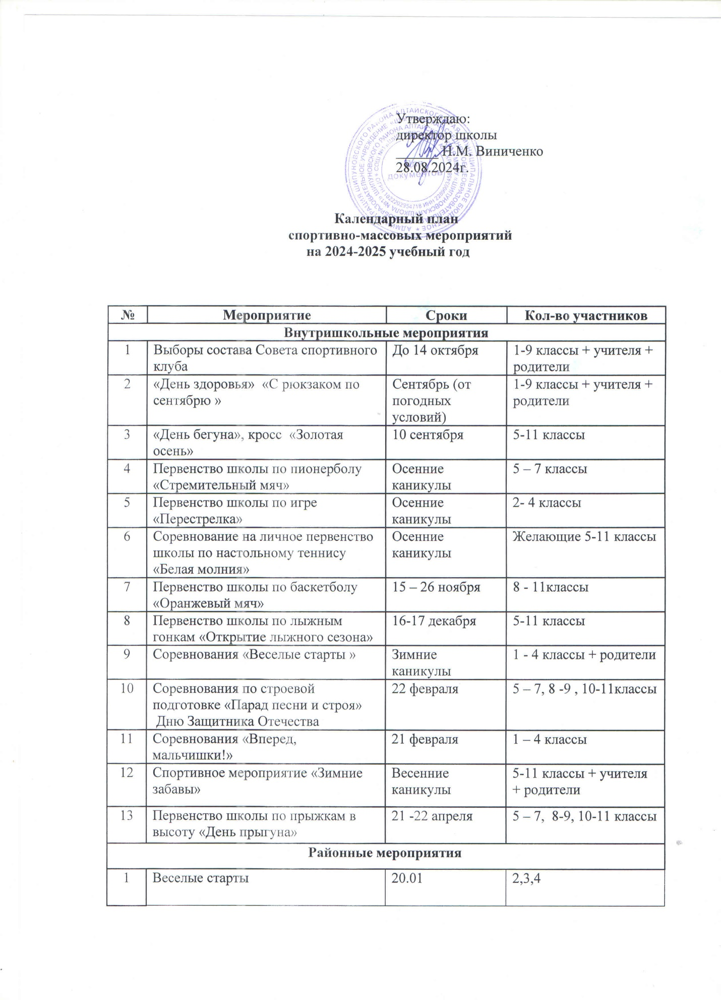 Утверждаю:
директор школы
______Н.М. Виниченко
28.08.2024г.
документов
Календарный план
спортивно-массовых мероприятий
на 2024-2025 учебный год
№ Мероприятие Сроки Кол-во участников
Внутришкольные мероприятия
1 Выборы состава Совета спортивного До 14 октября 1-9 классы + учителя +
клуба родители
2 «День здоровья» «С рюкзаком по Сентябрь (от 1-9 классы + учителя +
сентябрю » погодных родители
условий)
3 «День бегуна», кросс «Золотая 10 сентября 5-11 классы
осень»
4 Первенство школы по пионерболу Осенние 5 – 7 классы
«Стремительный мяч» каникулы
5 Первенство школы по игре Осенние 2- 4 классы
«Перестрелка» каникулы
6 Соревнование на личное первенство Осенние Желающие 5-11 классы
школы по настольному теннису каникулы
«Белая молния»
7 Первенство школы по баскетболу 15 – 26 ноября 8 - 11классы
«Оранжевый мяч»
8 Первенство школы по лыжным 16-17 декабря 5-11 классы
гонкам «Открытие лыжного сезона»
9 Соревнования «Веселые старты » Зимние 1 - 4 классы + родители
каникулы
10 Соревнования по строевой 22 февраля 5 – 7, 8 -9 , 10-11классы
подготовке «Парад песни и строя»
Дню Защитника Отечества
11 Соревнования «Вперед, 21 февраля 1 – 4 классы
мальчишки!»
12 Спортивное мероприятие «Зимние Весенние 5-11 классы + учителя
забавы» каникулы + родители
13 Первенство школы по прыжкам в 21 -22 апреля 5 – 7, 8-9, 10-11 классы
высоту «День прыгуна»
Районные мероприятия
1 Веселые старты 20.01 2,3,4